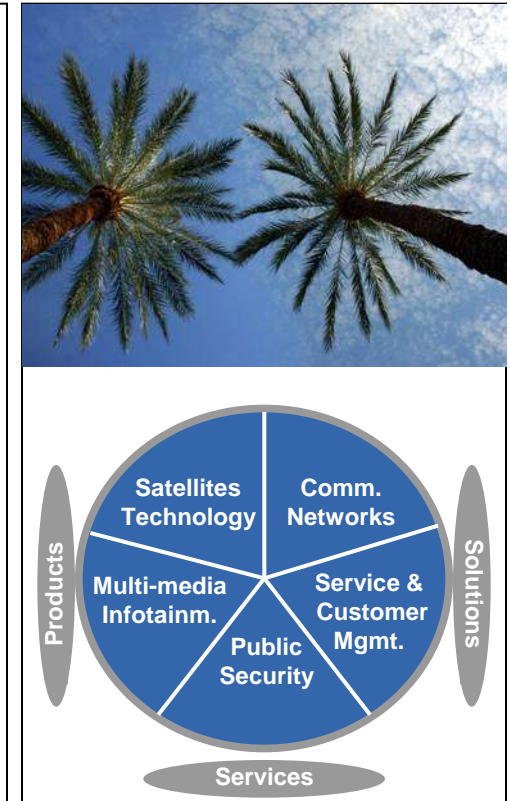 Satellites
Technology
Comm.
Networks
Multi-media
Infotainm.
Service &
Customer
Mgmt.
Public
Security
Products
Solutions
Services